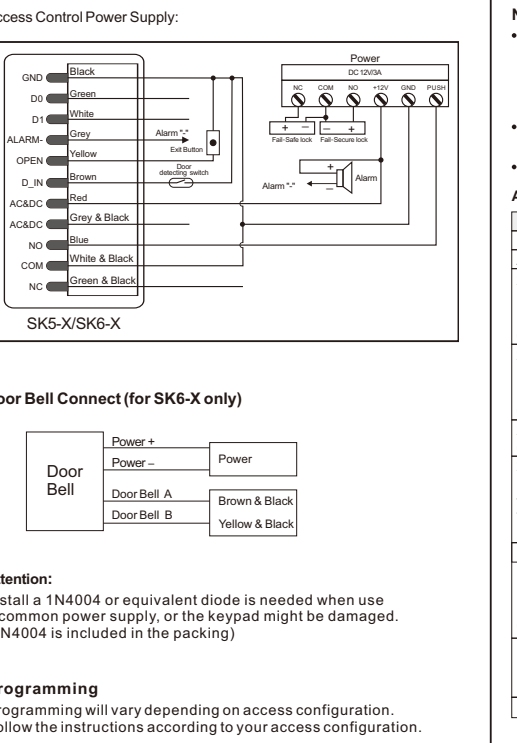 ccess Control Power Supply:
Power
DC 12V/3A
NC COM NO +12V GND PUSH
GND Black
D0 Green
D1 White
ALARM- Grey Alarm "-"
Exit Button
OPEN Yellow
D_IN Brown
Door
detecting switch
AC&DC Red
AC&DC Grey & Black
NO Blue
COM White & Black
NC Green & Black
+ – – +
Fail-Safe lock Fail-Secure lock
+
Alarm
Alarm "-" –
SK5-X/SK6-X
oor Bell Connect (for SK6-X only)
Door
Bell
Power +
Power –
Power
Door Bell A
Door Bell B
Brown & Black
Yellow & Black
ttention:
stall a 1N4004 or equivalent diode is needed when use
common power supply, or the keypad might be damaged.
N4004 is included in the packing)
rogramming
rogramming will vary depending on access configuration.
ollow the instructions according to your access configuration.